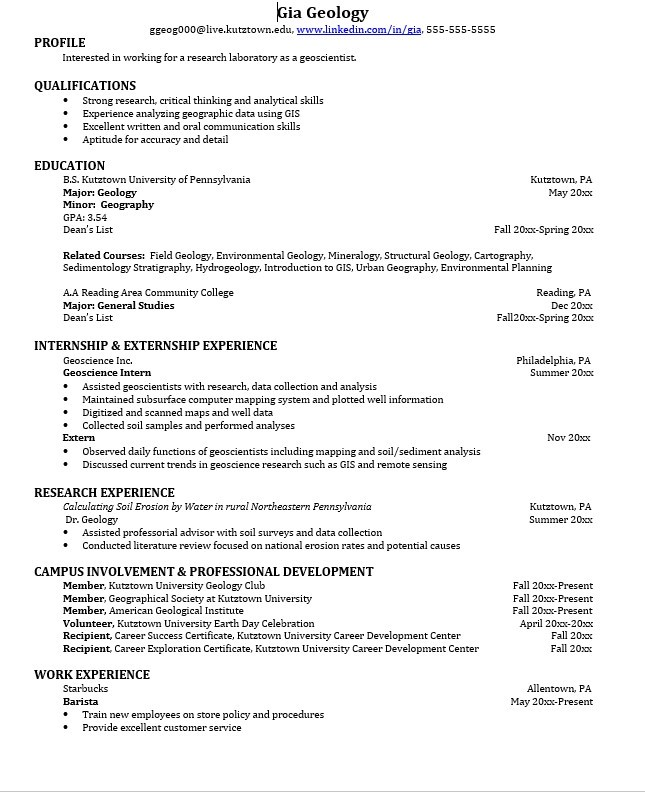 Gia Geology
ggeog000@live.kutztown.edu, www.linkedin.com/in/gia, 555-555-5555
PROFILE
Interested in working for a research laboratory as a geoscientist.
QUALIFICATIONS
• Strong research, critical thinking and analytical skills
• Experience analyzing geographic data using GIS
• Excellent written and oral communication skills
• Aptitude for accuracy and detail
EDUCATION
B.S. Kutztown University of Pennsylvania Kutztown, PA
Major: Geology May 20xx
Minor: Geography
GPA: 3.54
Dean's List Fall 20xx-Spring 20xx
Related Courses: Field Geology, Environmental Geology, Mineralogy, Structural Geology, Cartography,
Sedimentology Stratigraphy, Hydrogeology, Introduction to GIS, Urban Geography, Environmental Planning
A.A Reading Area Community College Reading, PA
Major: General Studies Dec 20xx
Dean's List Fall20xx-Spring 20xx
INTERNSHIP & EXTERNSHIP EXPERIENCE
Geoscience Inc. Philadelphia, PA
Geoscience Intern Summer 20xx
• Assisted geoscientists with research, data collection and analysis
• Maintained subsurface computer mapping system and plotted well information
• Digitized and scanned maps and well data
• Collected soil samples and performed analyses
Extern Nov 20xx
• Observed daily functions of geoscientists including mapping and soil/sediment analysis
• Discussed current trends in geoscience research such as GIS and remote sensing
RESEARCH EXPERIENCE
Calculating Soil Erosion by Water in rural Northeastern Pennsylvania Kutztown, PA
Dr. Geology Summer 20xx
• Assisted professorial advisor with soil surveys and data collection
• Conducted literature review focused on national erosion rates and potential causes
CAMPUS INVOLVEMENT & PROFESSIONAL DEVELOPMENT
Member, Kutztown University Geology Club Fall 20xx-Present
Member, Geographical Society at Kutztown University Fall 20xx-Present
Member, American Geological Institute Fall 20xx-Present
Volunteer, Kutztown University Earth Day Celebration April 20xx-20xx
Recipient, Career Success Certificate, Kutztown University Career Development Center Fall 20xx
Recipient, Career Exploration Certificate, Kutztown University Career Development Center Fall 20xx
WORK EXPERIENCE
Starbucks Allentown, PA
Barista May 20xx-Present
• Train new employees on store policy and procedures
• Provide excellent customer service